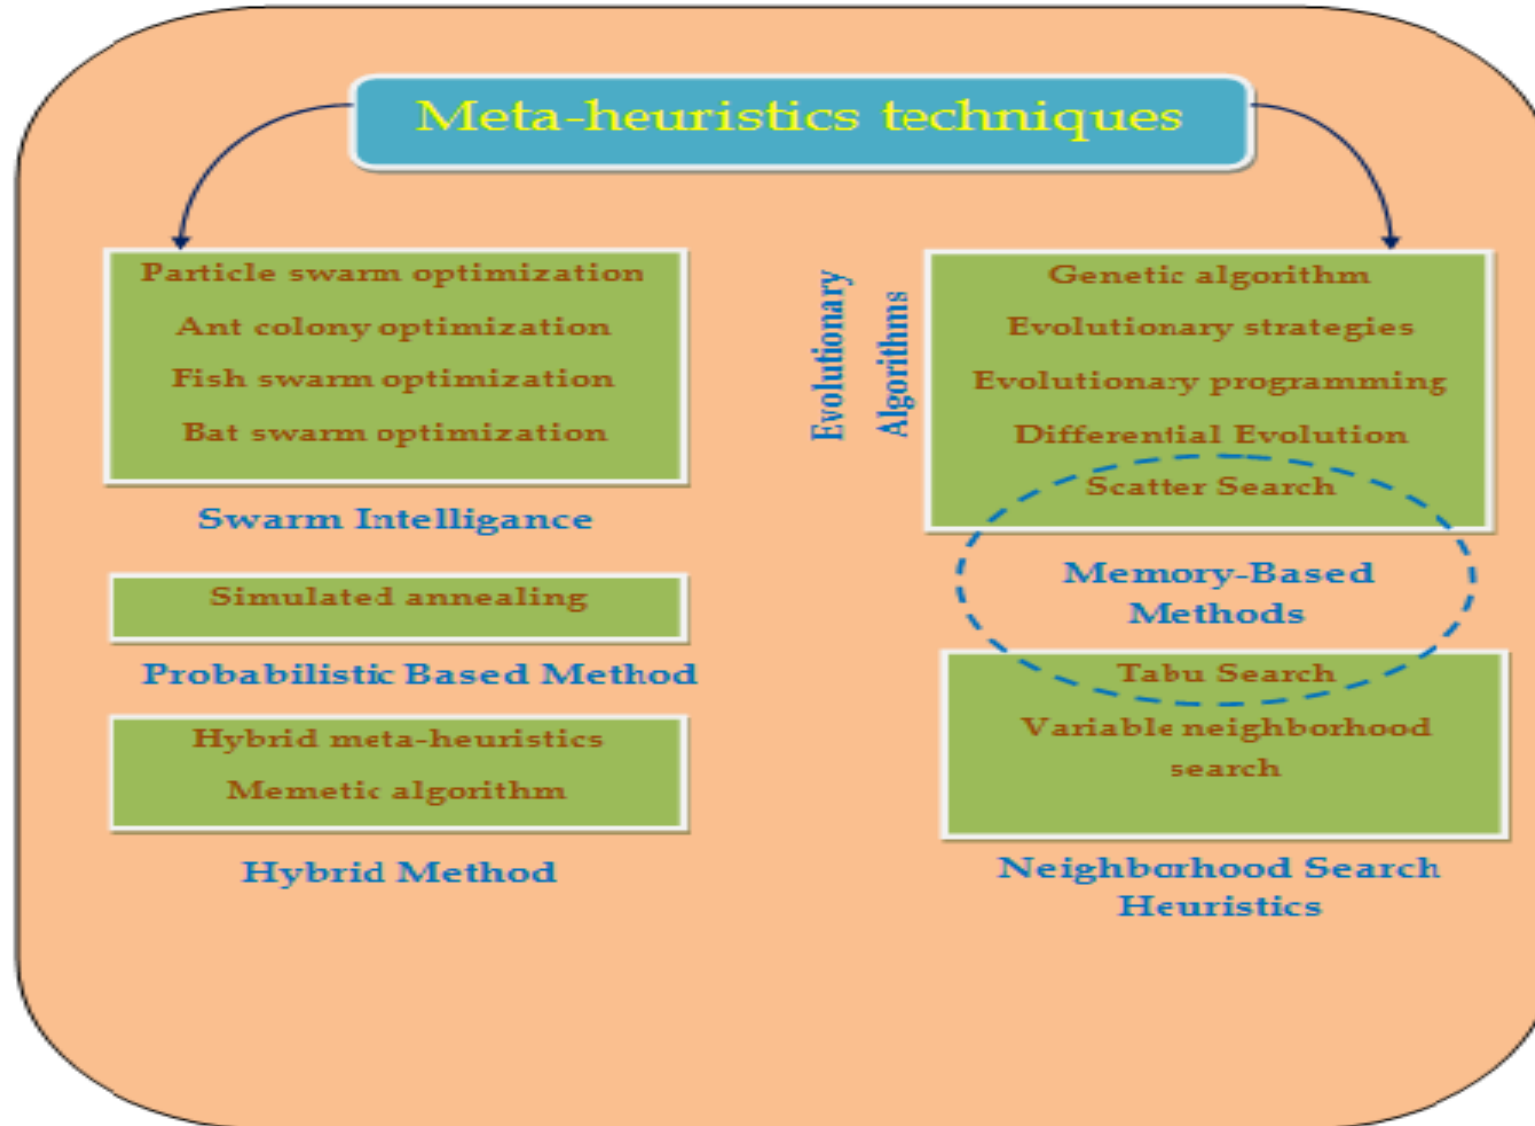 Meta-heuristics techniques
Particle swarm optimization
Ant colony optimization
Fish swarm optimization
Bat swarm optimization
Swarm Intelligance
Simulated annealing
Probabilistic Based Method
Hybrid meta-heuristics
Memetic algorithm
Hybrid Method
Evolutionary
Algorithms
Genetic algorithm
Evolutionary strategies
Evolutionary programming
Differential Evolution
Scatter Search
Memory-Based
Methods
Tabu Search
Variable neighborhood
search
Neighborhood Search
Heuristics